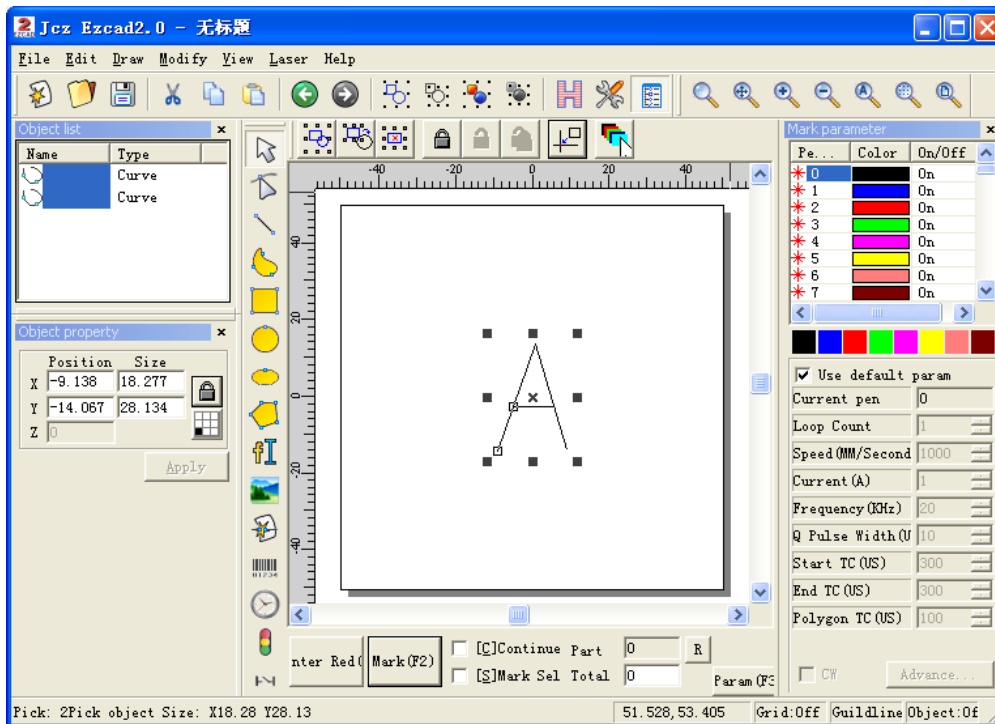 Jcz Ezcad2.0 - 无标题
File Edit Draw Modify View Laser Help
Object list
Name Type
Curve
Curve
Object property
Position Size
X -9.138 18.277
Y -14.067 28.134
Z 0
Apply
-40 -20 0 20 40
40
20
0
-20
-40
Mark parameter
Pe... Color On/Off
0 On
1 On
2 On
3 On
4 On
5 On
6 On
7 On
Use default param
Current pen 0
Loop Count 1
Speed(MM/Second 1000
Current(A) 1
Frequency(KHz) 20
Q Pulse Width(U 10
Start TC(US) 300
End TC(US) 300
Polygon TC(US) 100
CW Advance...
nter Red( Mark(F2) [C]Continue Part 0 R
[S]Mark Sel Total 0 Param(F3
Pick: 2Pick object Size: X18.28 Y28.13 51.528,53.405 Grid:Off Guildline Object:Of